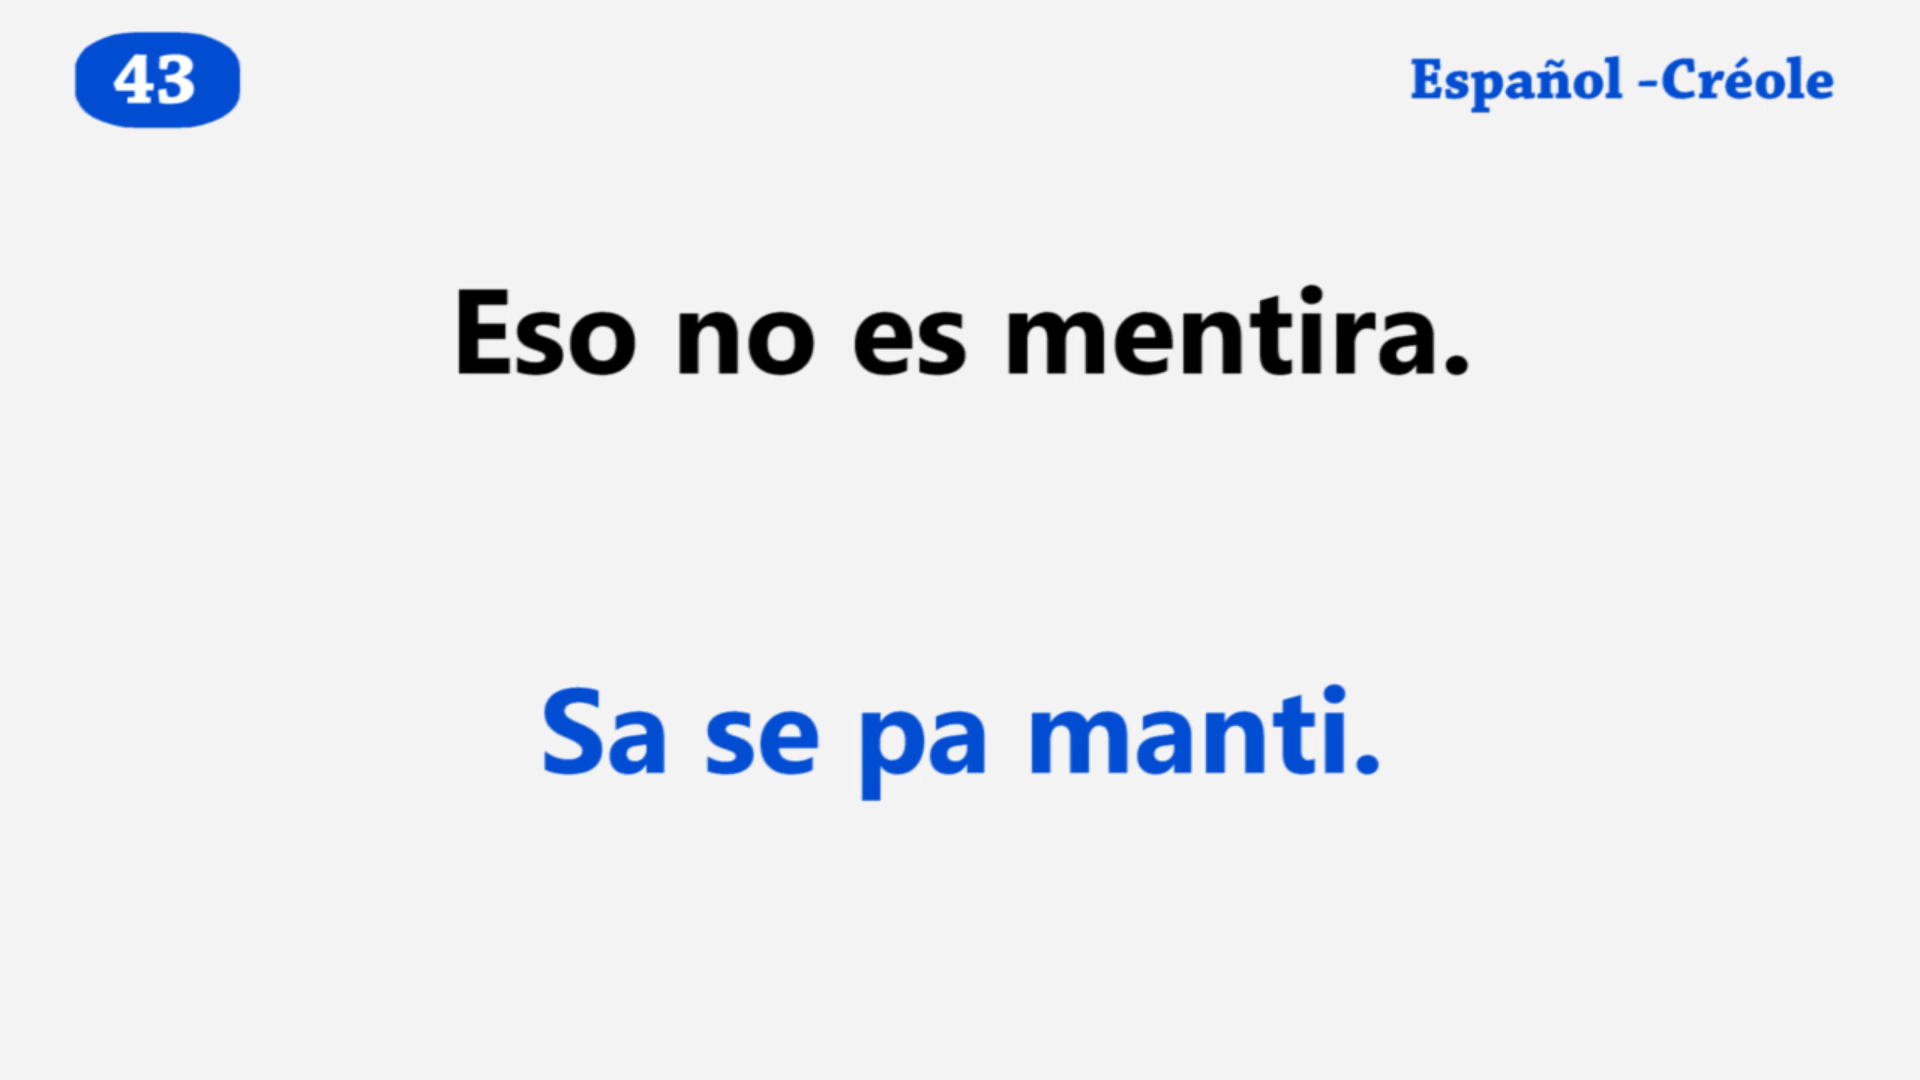 43
Español -Créole
Eso no es mentira.
Sa se pa manti.